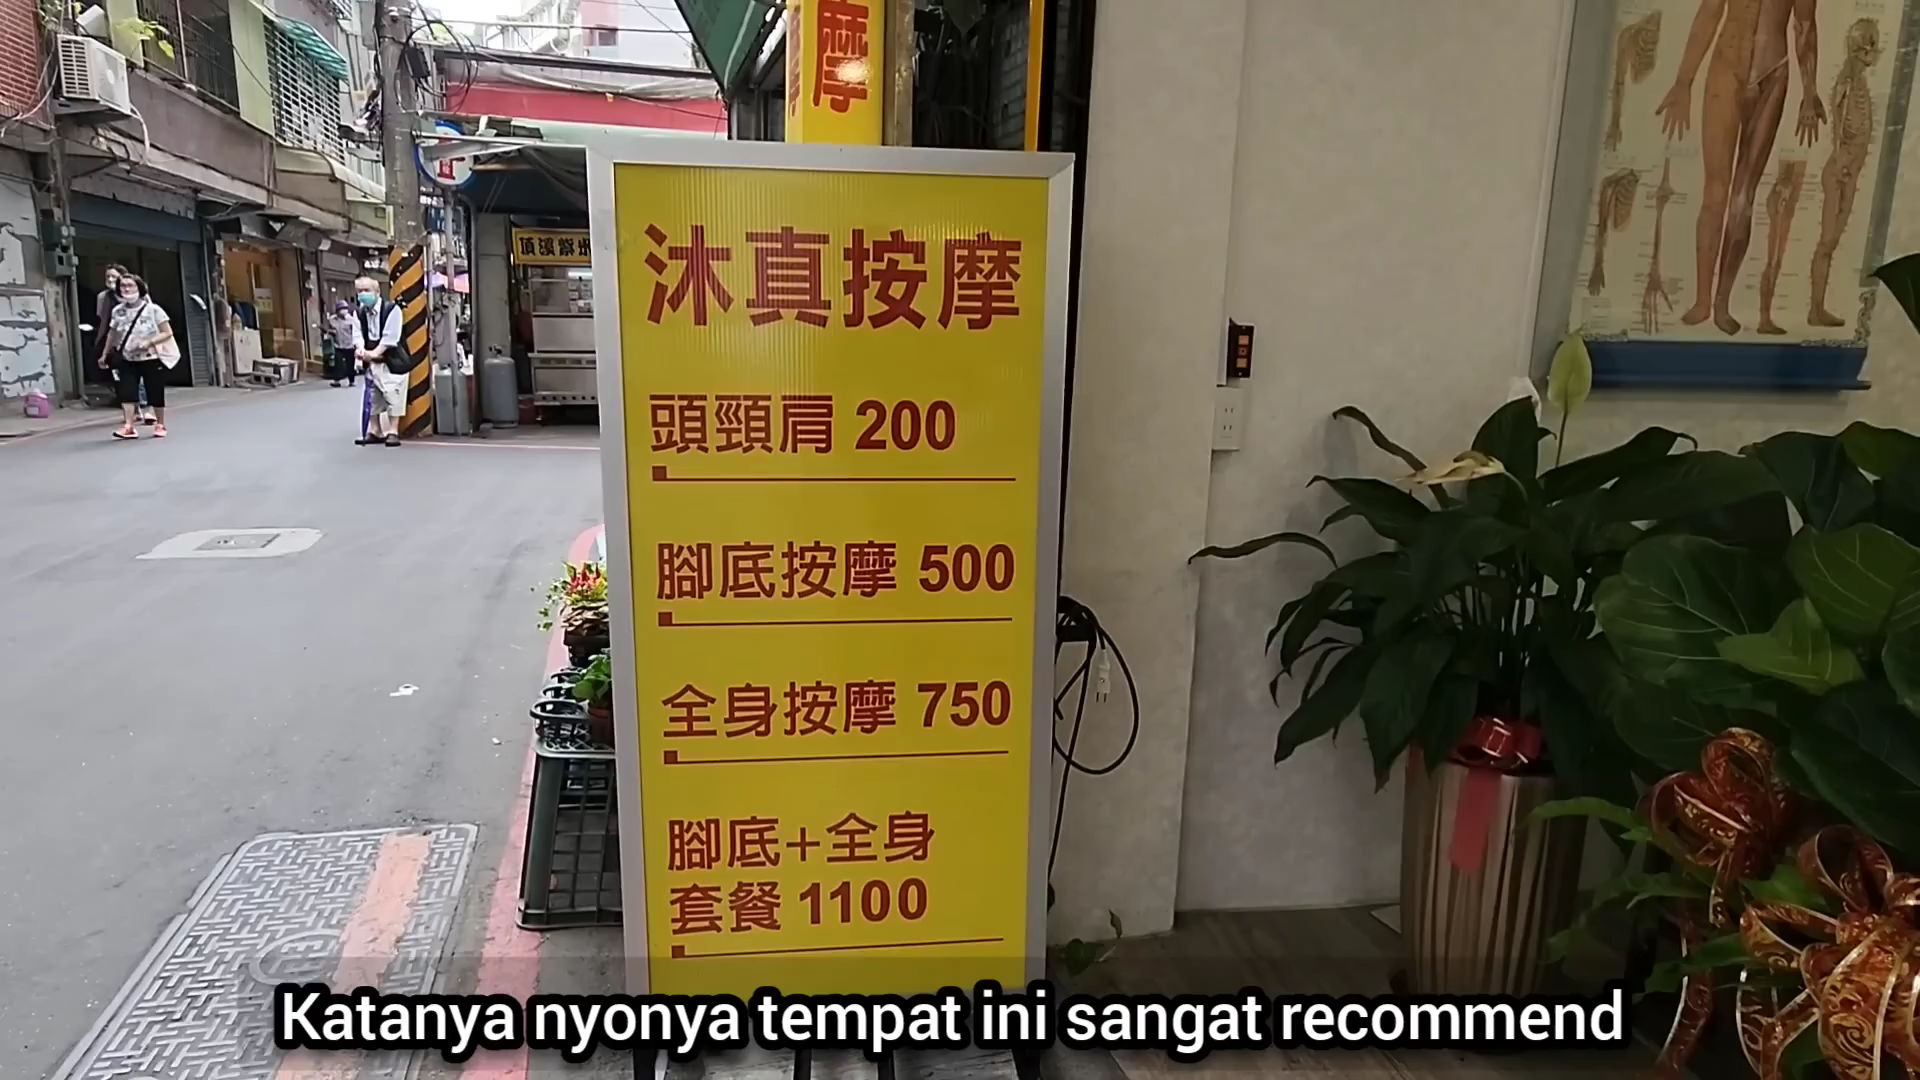 摩
沐真按摩
頭頸肩 200
腳底按摩 500
全身按摩 750
腳底+全身
套餐 1100
Katanya nyonya tempat ini sangat recommend